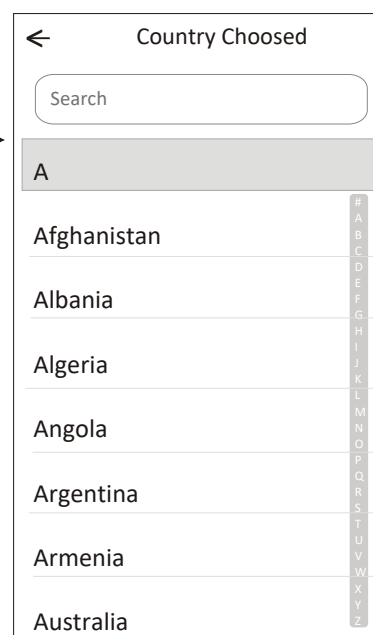 Country Choosed
Search
A
Afghanistan
Albania
Algeria
Angola
Argentina
Armenia
Australia
#
A
B
C
D
E
F
G
H
I
J
K
L
M
N
O
P
Q
R
S
T
U
V
W
X
Y
Z